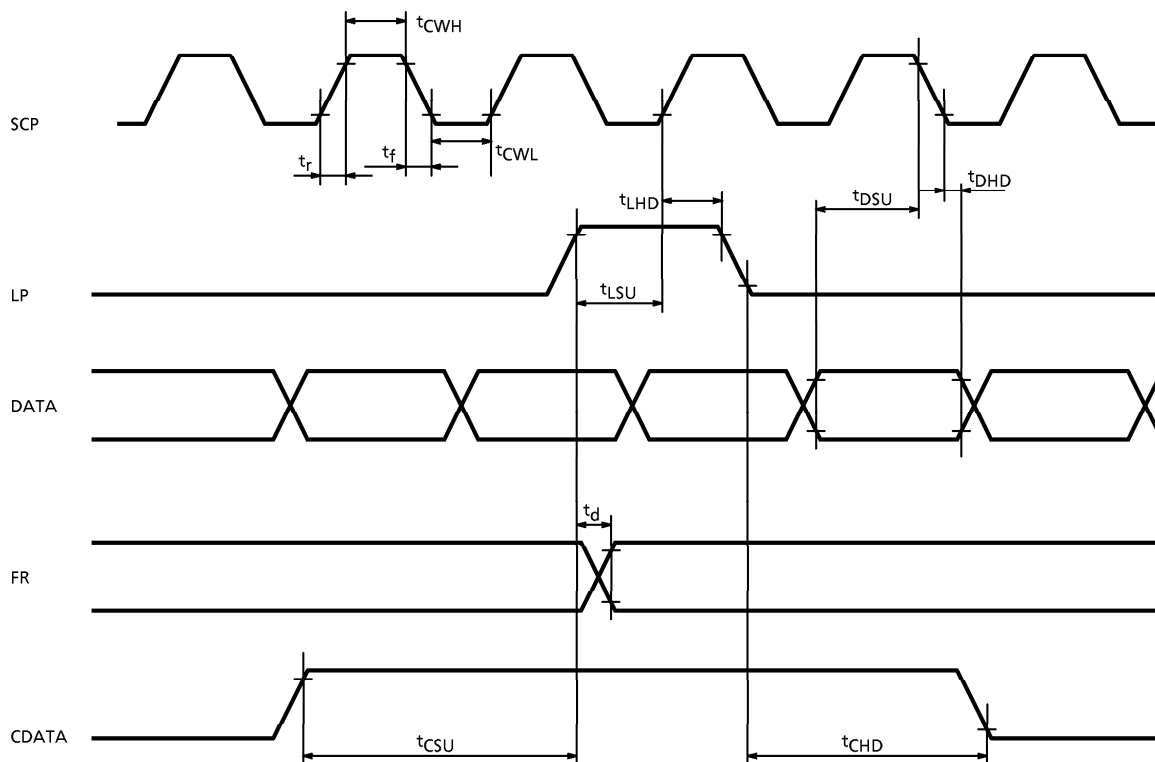 tCWH
SCP
tr
tf
tCWL
tDHD
tLHD
tDSU
LP
tLSU
DATA
td
FR
CDATA
tCSU
tCHD